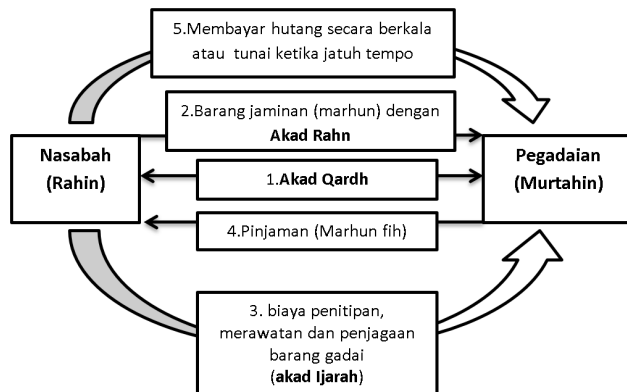 5.Membayar hutang secara berkala
atau tunai ketika jatuh tempo
2.Barang jaminan (marhun) dengan
Akad Rahn
Nasabah
(Rahin)
1.Akad Qardh
Pegadaian
(Murtahin)
4.Pinjaman (Marhun fih)
3. biaya penitipan,
merawatan dan penjagaan
barang gadai
(akad Ijarah)